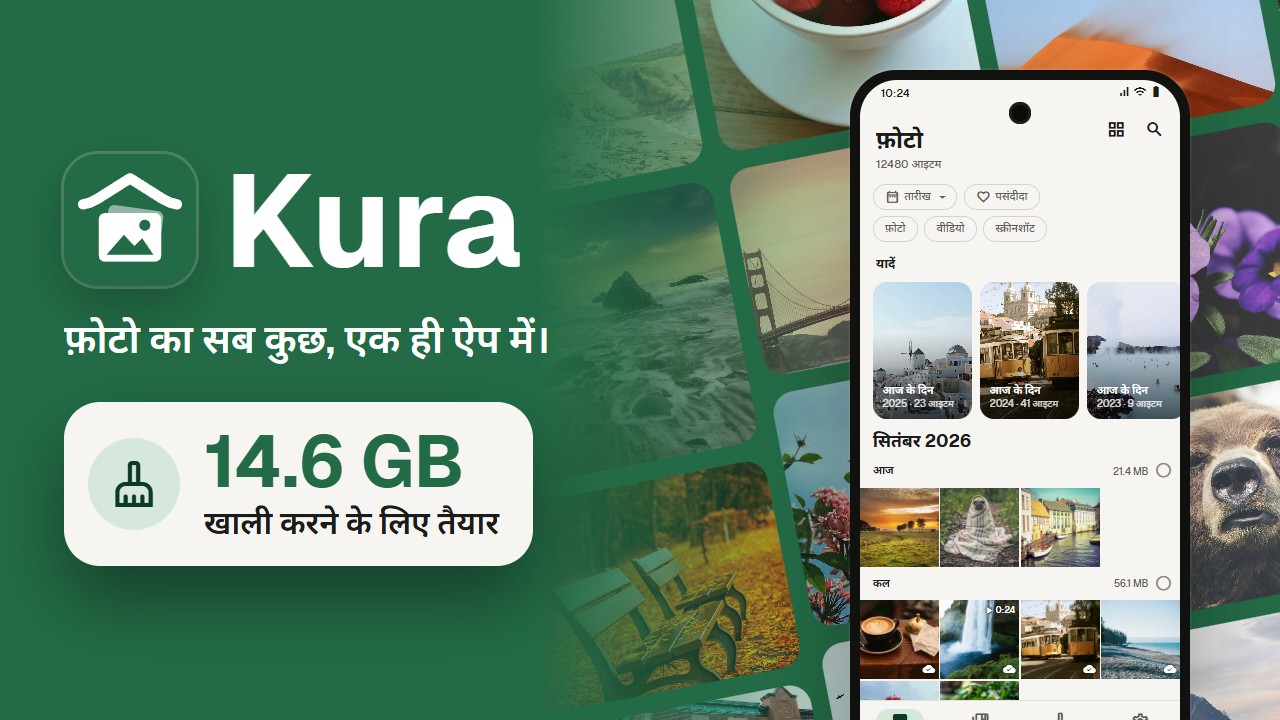 Kura
फ़ोटो का सब कुछ, एक ही ऐप में।
14.6 GB
खाली करने के लिए तैयार
10:24
फ़ोटो
12480 आइटम
तारीख
पसंदीदा
फ़ोटो
वीडियो
स्क्रीनशॉट
यादें
आज के दिन
2025 · 23 आइटम
आज के दिन
2024 · 41 आइटम
आज के दिन
2023 · 9 आइटम
सितंबर 2026
आज
21.4 MB
कल
56.1 MB
0:24